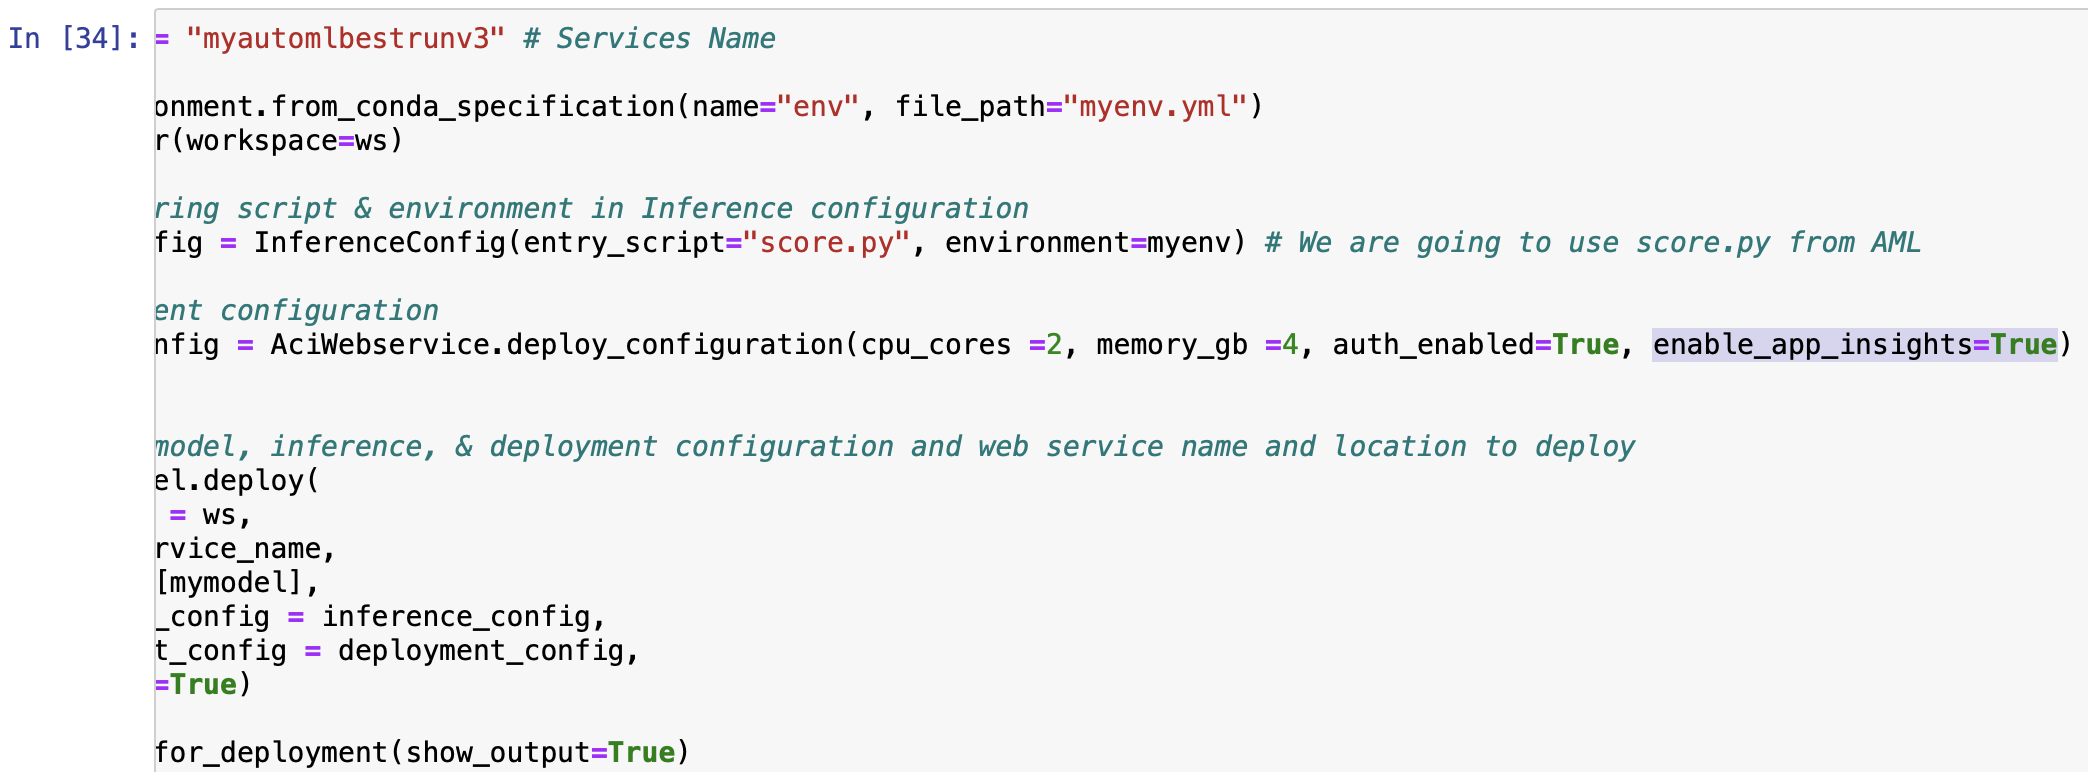 In [34]: = "myautomlbestrunv3" # Services Name
onment.from_conda_specification(name="env", file_path="myenv.yml")
r(workspace=ws)
ring script & environment in Inference configuration
fig = InferenceConfig(entry_script="score.py", environment=myenv) # We are going to use score.py from AML
ent configuration
nfig = AciWebservice.deploy_configuration(cpu_cores =2, memory_gb =4, auth_enabled=True, enable_app_insights=True)
model, inference, & deployment configuration and web service name and location to deploy
el.deploy(
= ws,
rvice_name,
[mymodel],
_config = inference_config,
t_config = deployment_config,
=True)
for_deployment(show_output=True)